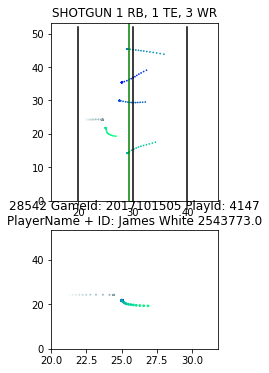 SHOTGUN 1 RB, 1 TE, 3 WR
50
40
30
20
10
0
20 30 40
28542 GameId: 2017101505 PlayId: 4147
PlayerName + ID: James White 2543773.0
40
20
0
20.0 22.5 25.0 27.5 30.0